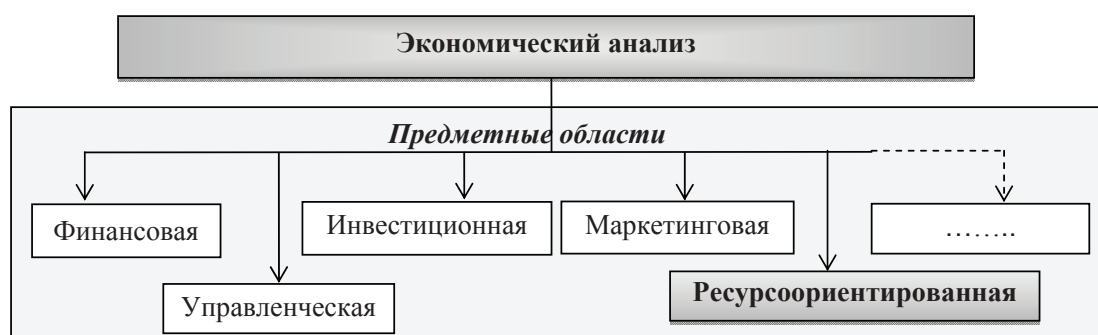 Экономический анализ
Предметные области
Финансовая
Инвестиционная
Маркетинговая
……..
Управленческая
Ресурсоориентированная